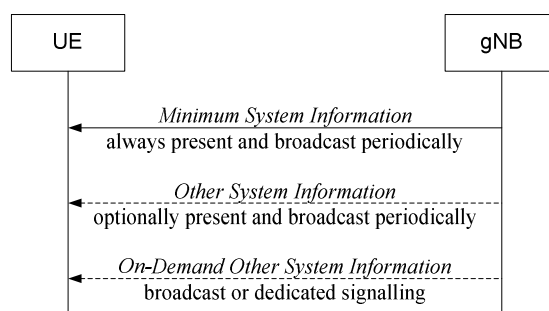 UE
gNB
Minimum System Information
always present and broadcast periodically
Other System Information
optionally present and broadcast periodically
On-Demand Other System Information
broadcast or dedicated signalling